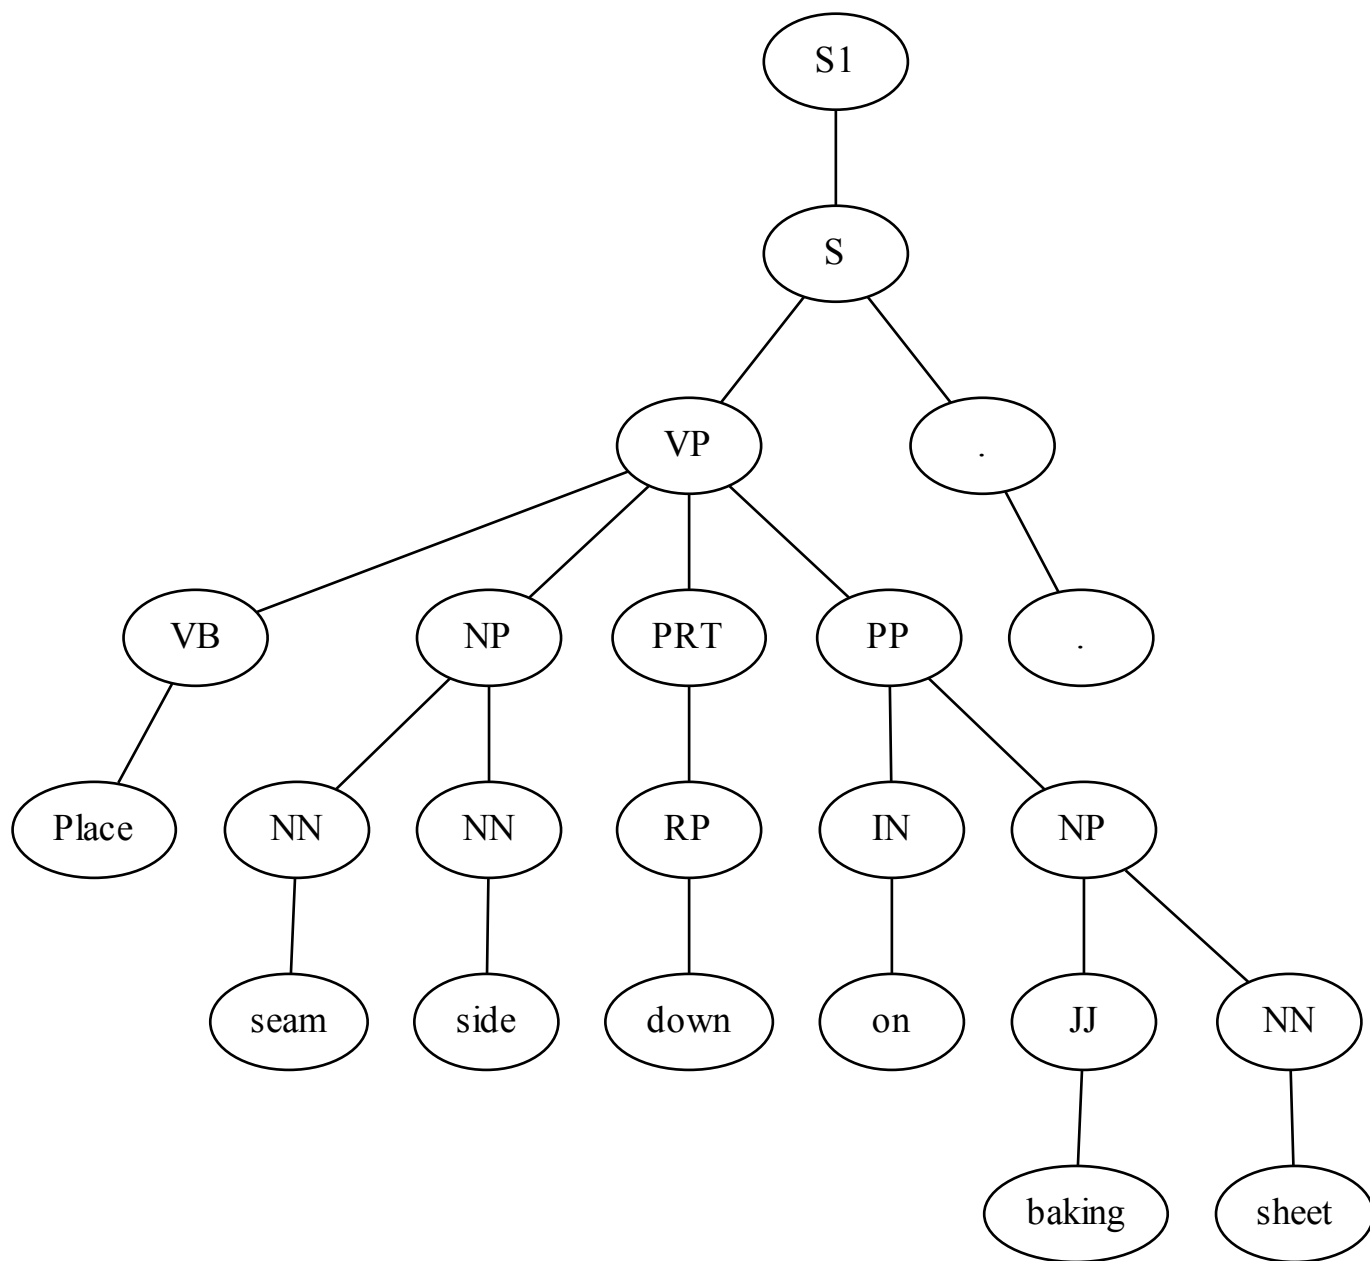 S1
S
VP .
VB NP PRT PP .
Place NN NN RP IN NP
seam side down on JJ NN
baking sheet